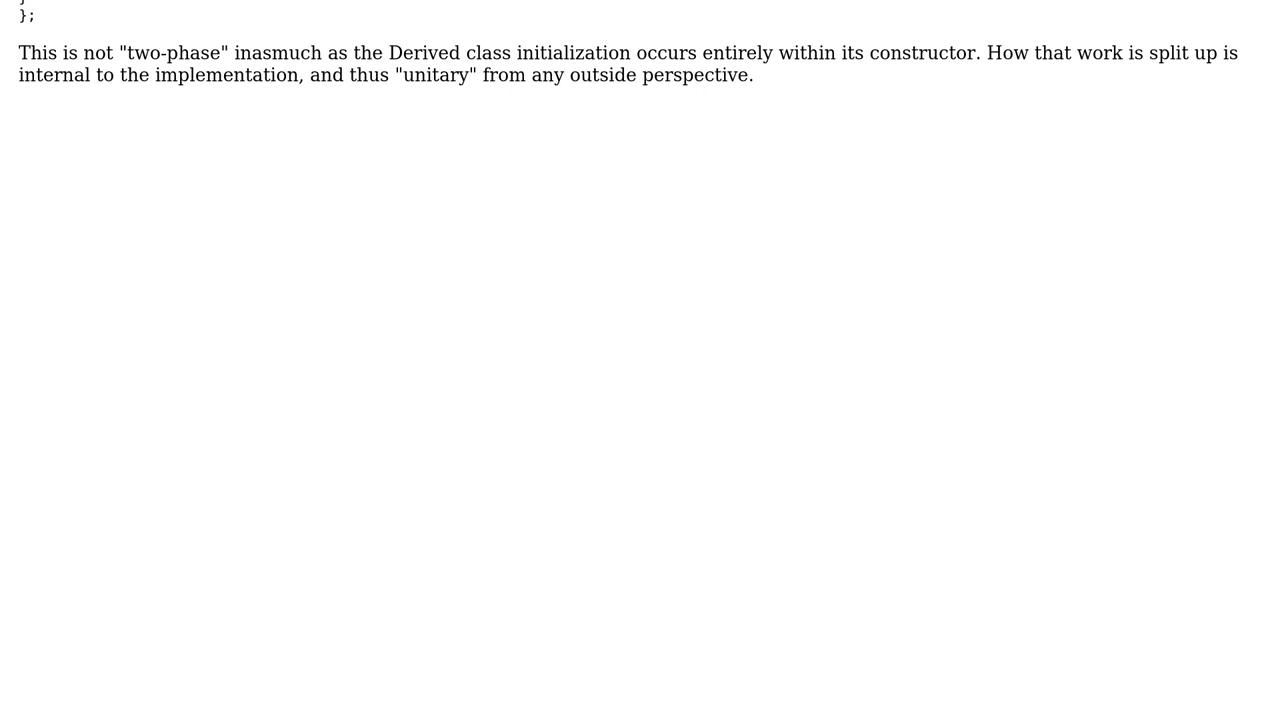 };
This is not "two-phase" inasmuch as the Derived class initialization occurs entirely within its constructor. How that work is split up is
internal to the implementation, and thus "unitary" from any outside perspective.